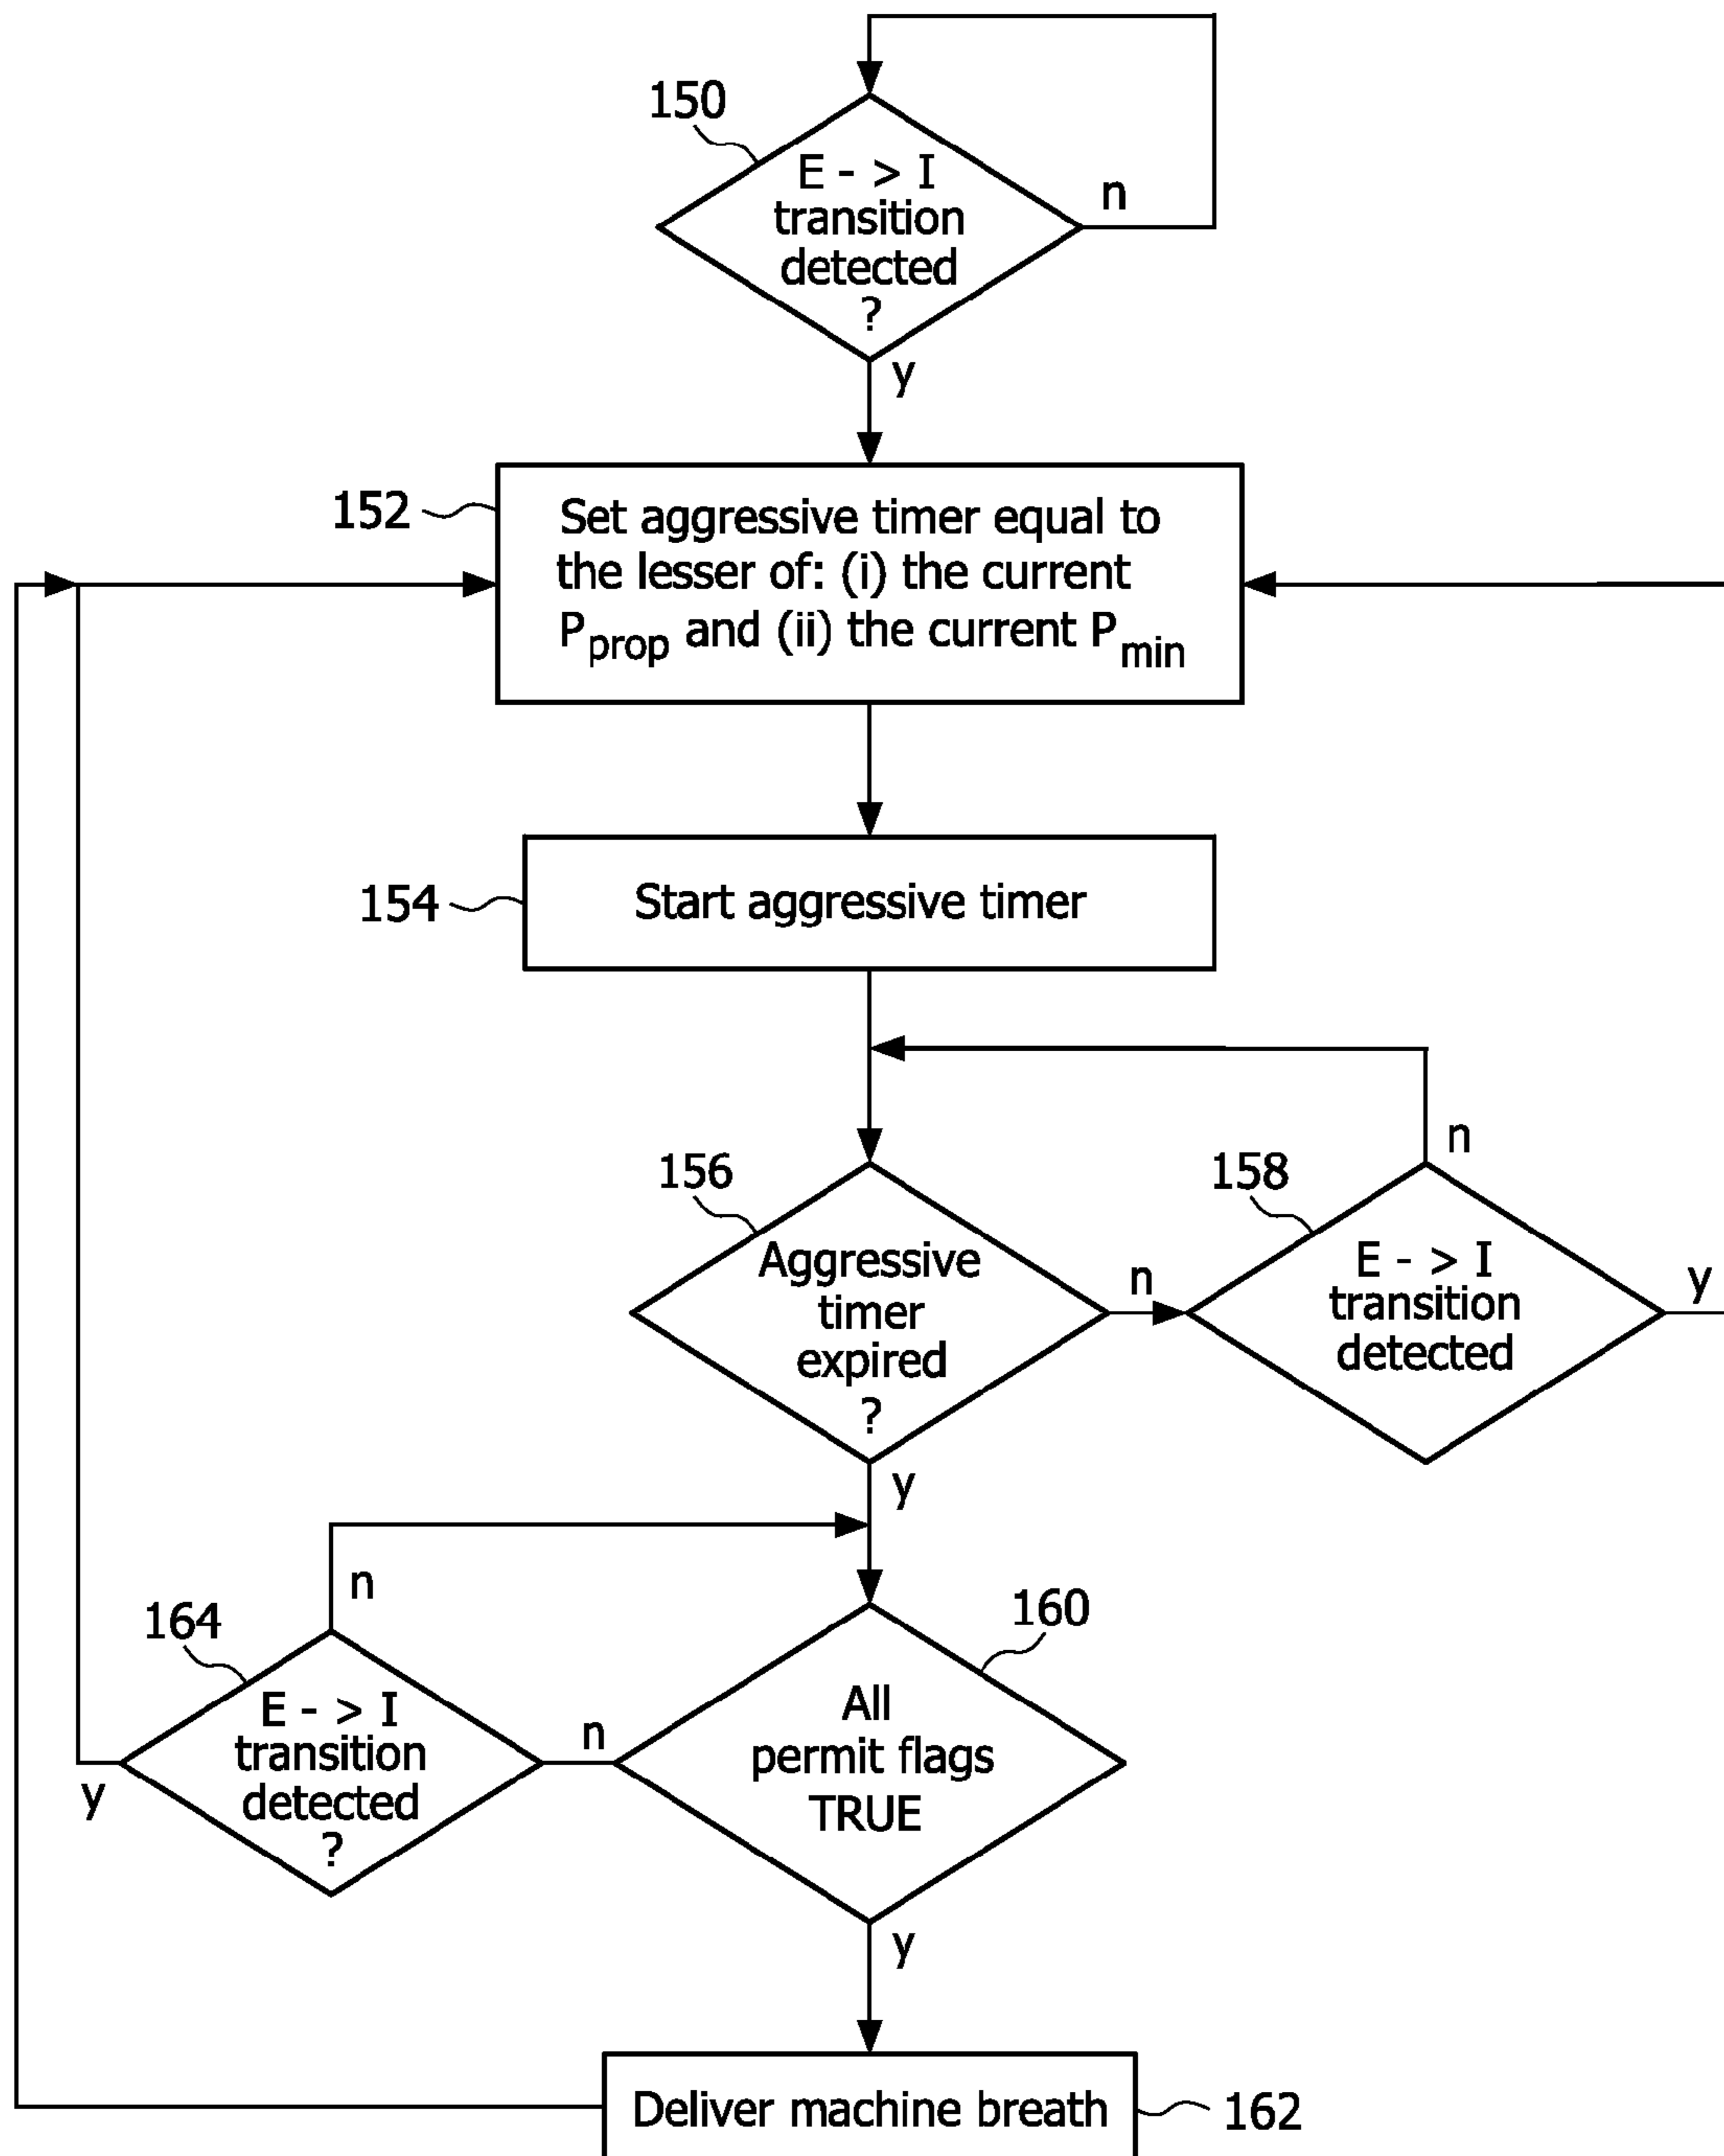 150
E - > I
transition
detected
?
n
y
152
Set aggressive timer equal to
the lesser of: (i) the current
Pprop and (ii) the current Pmin
154
Start aggressive timer
156
Aggressive
timer
expired
?
n
y
158
E - > I
transition
detected
n
y
164
E - > I
transition
detected
?
n
y
160
All
permit flags
TRUE
n
y
Deliver machine breath
162